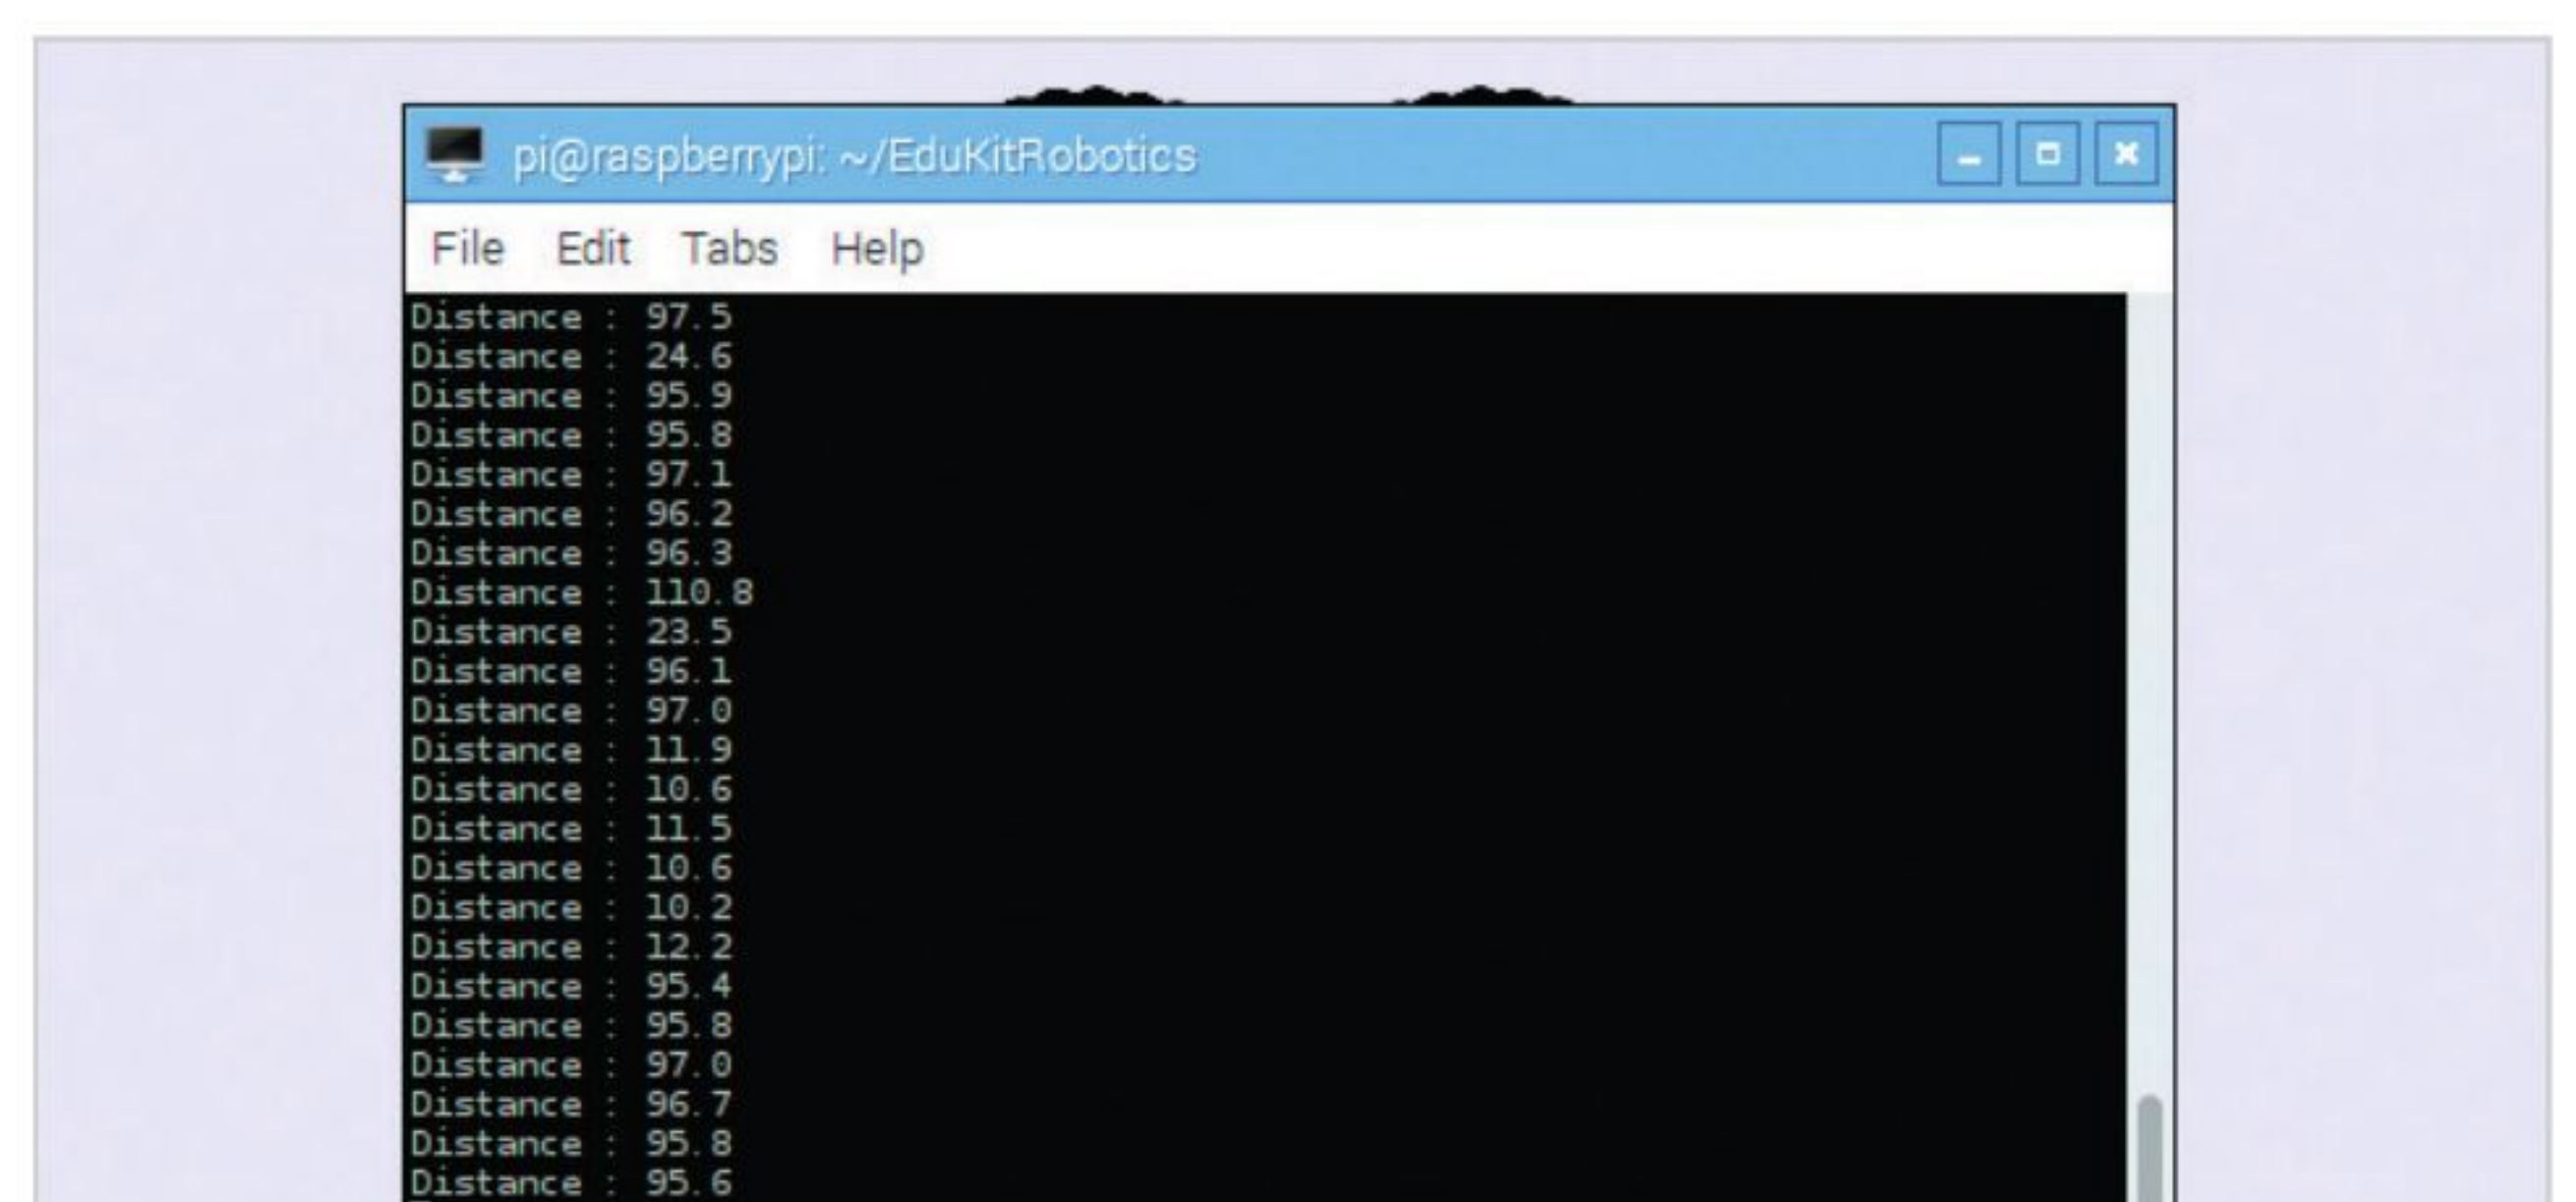 pi@raspberrypi: ~/EduKitRobotics
File Edit Tabs Help
Distance : 97.5
Distance : 24.6
Distance : 95.9
Distance : 95.8
Distance : 97.1
Distance : 96.2
Distance : 96.3
Distance : 110.8
Distance : 23.5
Distance : 96.1
Distance : 97.0
Distance : 11.9
Distance : 10.6
Distance : 11.5
Distance : 10.6
Distance : 10.2
Distance : 12.2
Distance : 95.4
Distance : 95.8
Distance : 97.0
Distance : 96.7
Distance : 95.8
Distance : 95.6